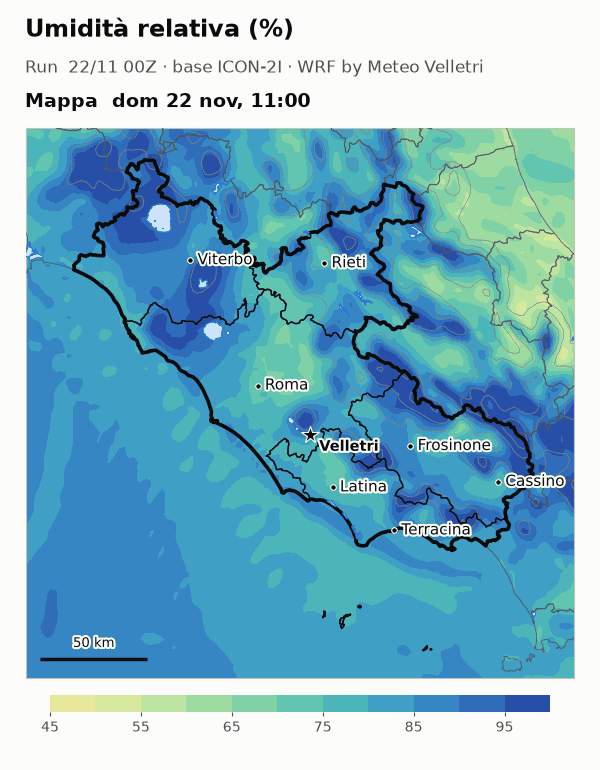 Umidità relativa (%)
Run  22/11 00Z · base ICON-2I · WRF by Meteo Velletri
Mappa  dom 22 nov, 11:00
Viterbo
Rieti
Roma
Velletri
Frosinone
Cassino
Latina
Terracina
50 km
45 55 65 75 85 95